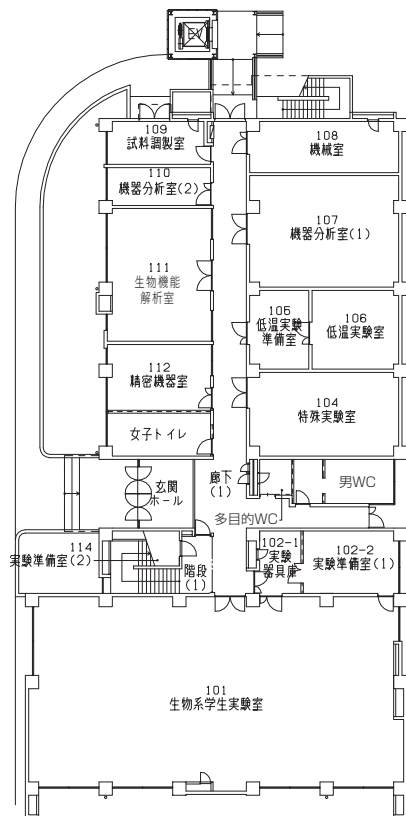 109
試料調製室
108
機械室
110
機器分析室(2)
107
機器分析室(1)
111
生物機能
解析室
105
低温実験
準備室
106
低温実験室
112
精密機器室
104
特殊実験室
女子トイレ
玄関
ホール
廊下
(1)
男WC
多目的WC
114
実験準備室(2)
階段
(1)
102-1
実験
器具庫
102-2
実験準備室(1)
101
生物系学生実験室